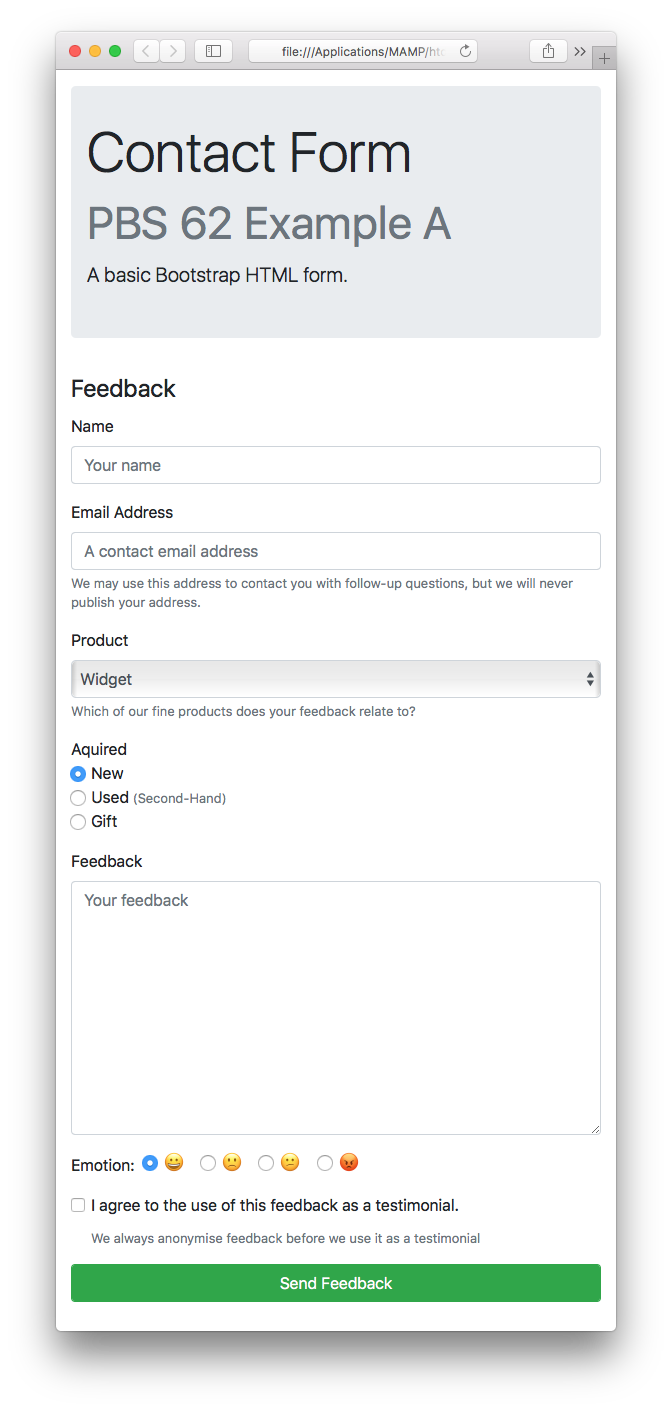 file:///Applications/MAMP/htc
Contact Form
PBS 62 Example A
A basic Bootstrap HTML form.
Feedback
Name
Your name
Email Address
A contact email address
We may use this address to contact you with follow-up questions, but we will never
publish your address.
Product
Widget
Which of our fine products does your feedback relate to?
Aquired
New
Used (Second-Hand)
Gift
Feedback
Your feedback
Emotion: 😀 🙁 😕 😡
I agree to the use of this feedback as a testimonial.
We always anonymise feedback before we use it as a testimonial
Send Feedback